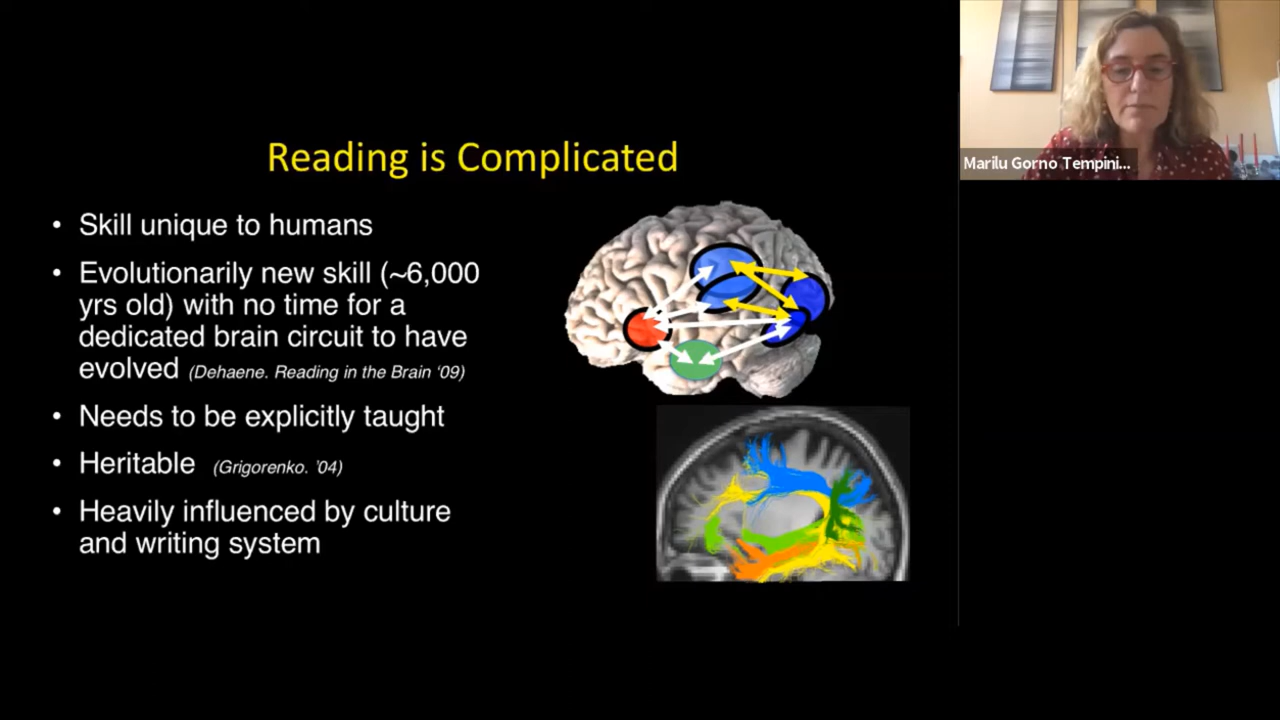 Reading is Complicated
• Skill unique to humans
• Evolutionarily new skill (~6,000
yrs old) with no time for a
dedicated brain circuit to have
evolved (Dehaene. Reading in the Brain ‘09)
• Needs to be explicitly taught
• Heritable (Grigorenko. ’04)
• Heavily influenced by culture
and writing system
Marilu Gorno Tempini...